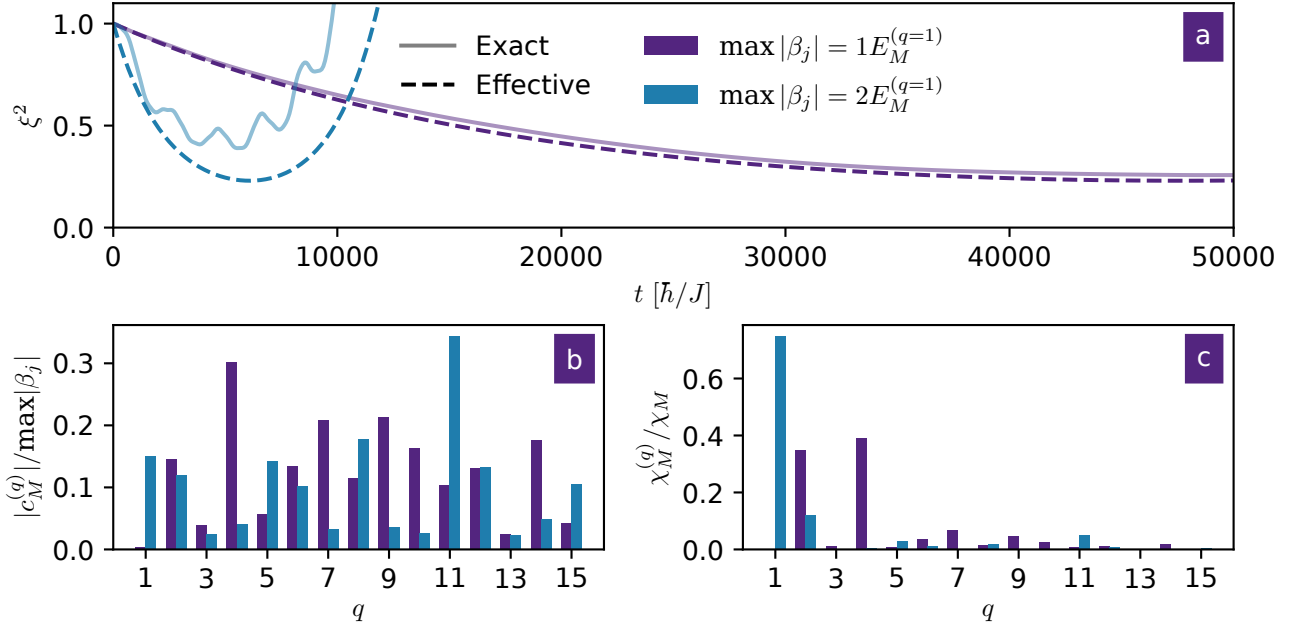 1.0
0.5
0.0
ξ²
Exact
Effective
max |β_j| = 1E_M^{(q=1)}
max |β_j| = 2E_M^{(q=1)}
a
0 10000 20000 30000 40000 50000
t [ħ/J]
0.3
0.2
0.1
0.0
|c_M^{(q)}|/max|β_j|
b
1 3 5 7 9 11 13 15
q
0.6
0.4
0.2
0.0
χ_M^{(q)}/χ_M
c
1 3 5 7 9 11 13 15
q